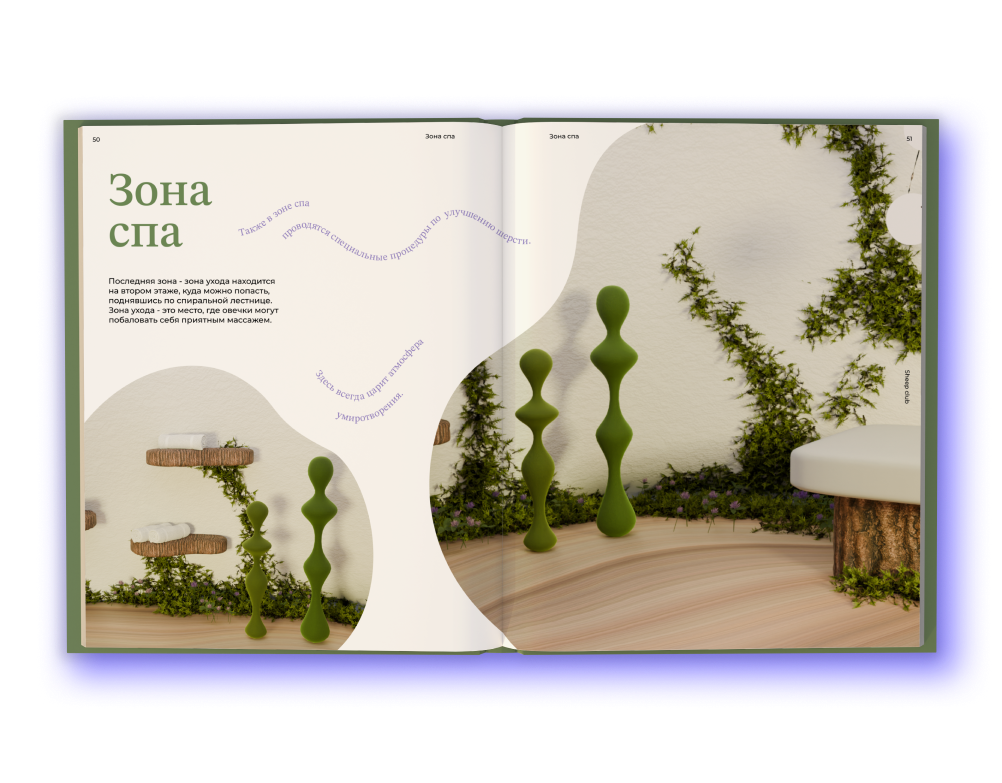 50
Зона спа
Зона спа
51
Зона
спа
Также в зоне спа
проводятся специальные процедуры по улучшению шерсти.
Последняя зона - зона ухода находится
на втором этаже, куда можно попасть,
поднявшись по спиральной лестнице.
Зона ухода - это место, где овечки могут
побаловать себя приятным массажем.
Здесь всегда царит атмосфера
умиротворения.
Sheep club